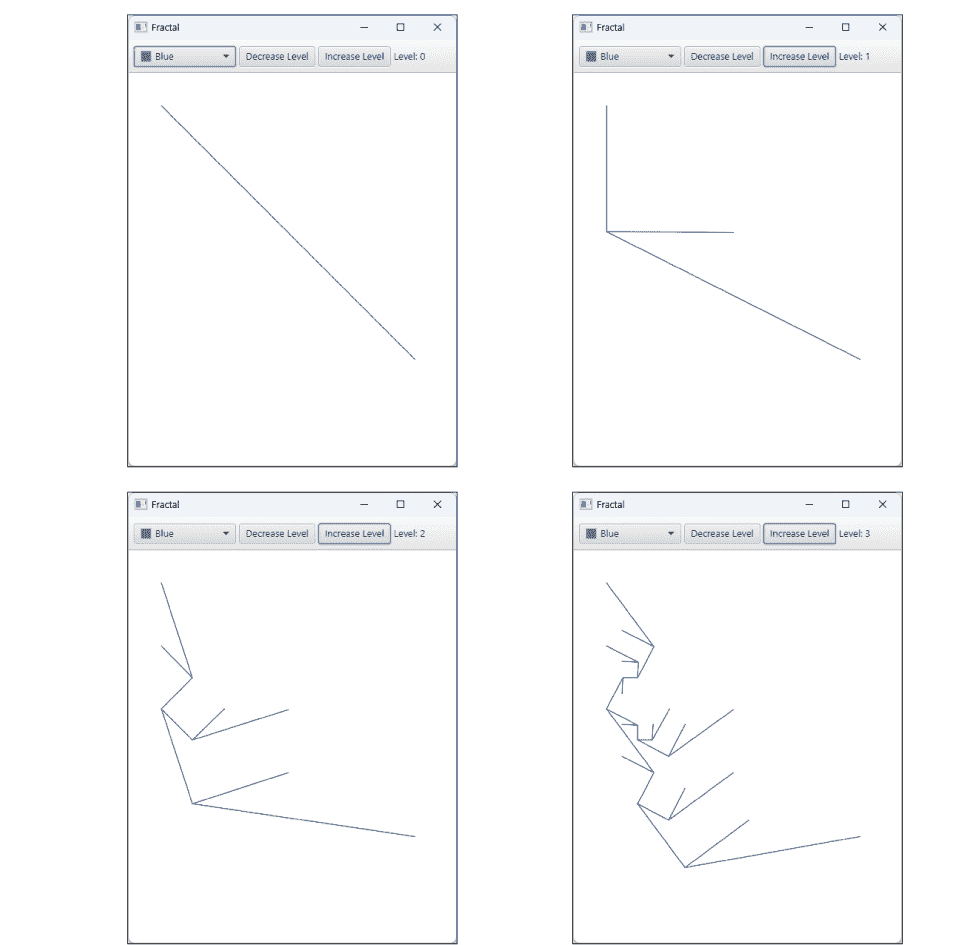 Fractal
Blue Decrease Level Increase Level Level: 0
Fractal
Blue Decrease Level Increase Level Level: 1
Fractal
Blue Decrease Level Increase Level Level: 2
Fractal
Blue Decrease Level Increase Level Level: 3